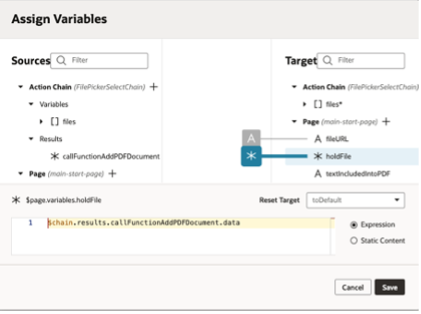 Assign Variables
Sources Filter
Target Filter
Action Chain (FilePickerSelectChain) +
Variables
[] files
Results
callFunctionAddPDFDocument
Page (main-start-page) +
Action Chain (FilePickerSelectChain)
[] files*
Page (main-start-page) +
A
A fileURL
holdFile
A textIncludedIntoPDF
$page.variables.holdFile
Reset Target toDefault
1 $chain.results.callFunctionAddPDFDocument.data
Expression
Static Content
Cancel Save